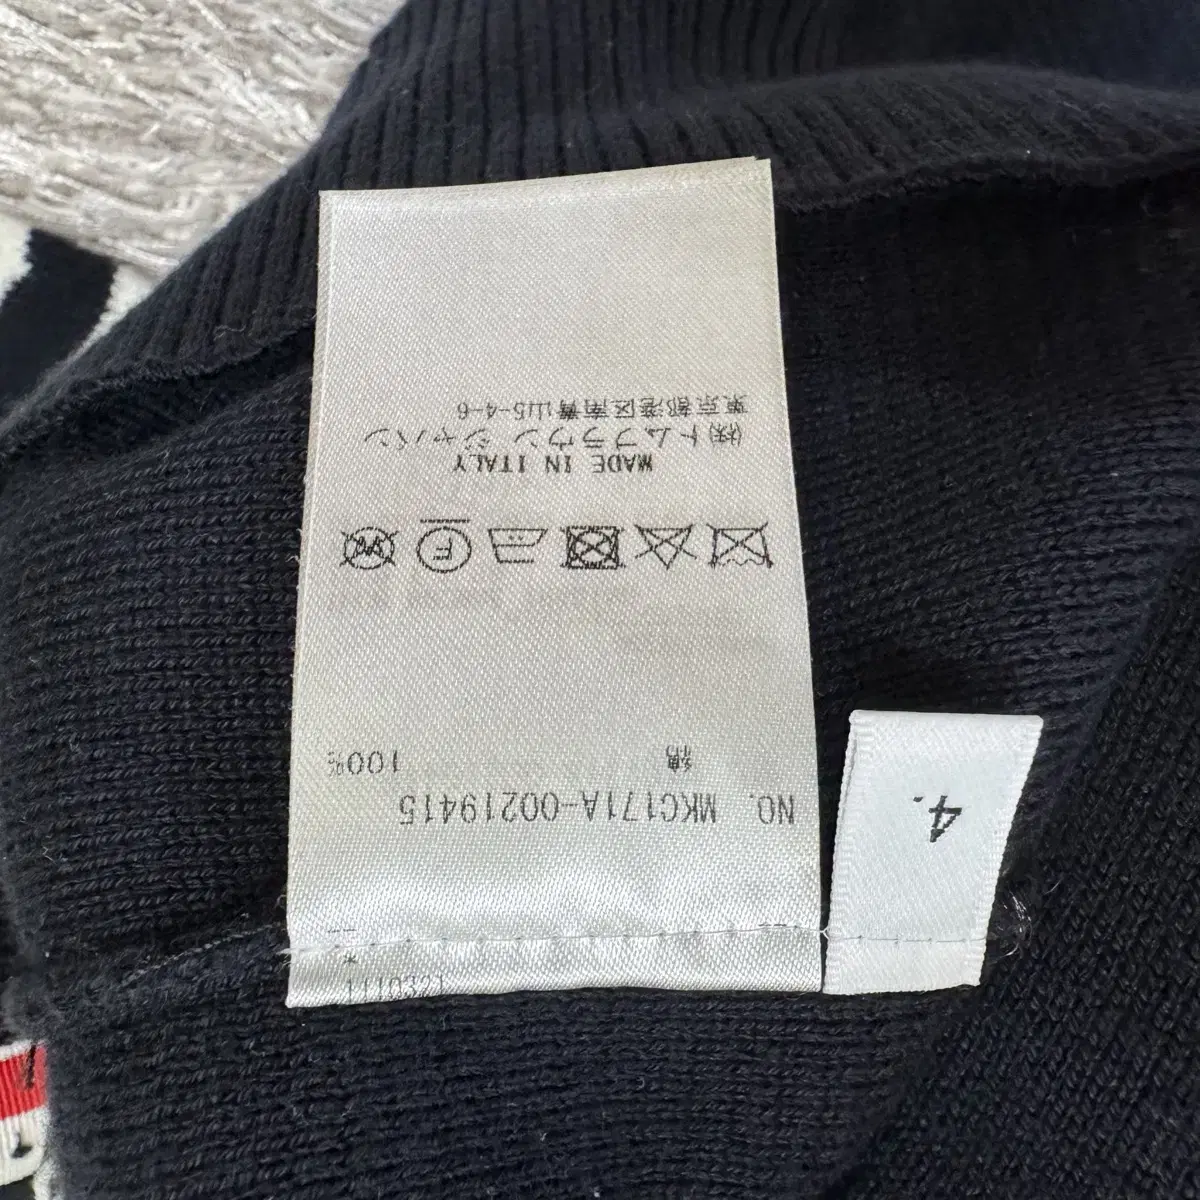 NO. MKC171A-00219415
綿 100%
MADE IN ITALY
(株)トムブラウン ジャパン
東京都港区南青山5-4-6
4.
1110321
*